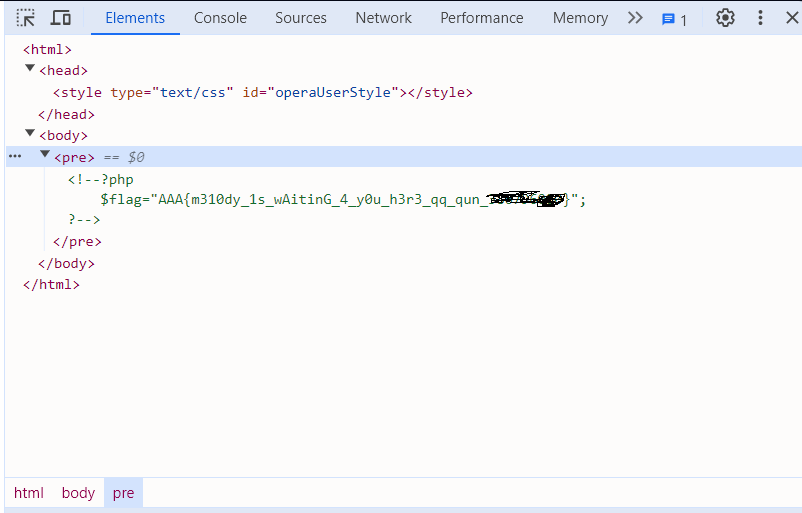 Elements Console Sources Network Performance Memory 1
<html>
<head>
<style type="text/css" id="operaUserStyle"></style>
</head>
<body>
<pre> == $0
<!--?php
$flag="AAA{m310dy_1s_wAitinG_4_y0u_h3r3_qq_qun_}";
?-->
</pre>
</body>
</html>
html body pre